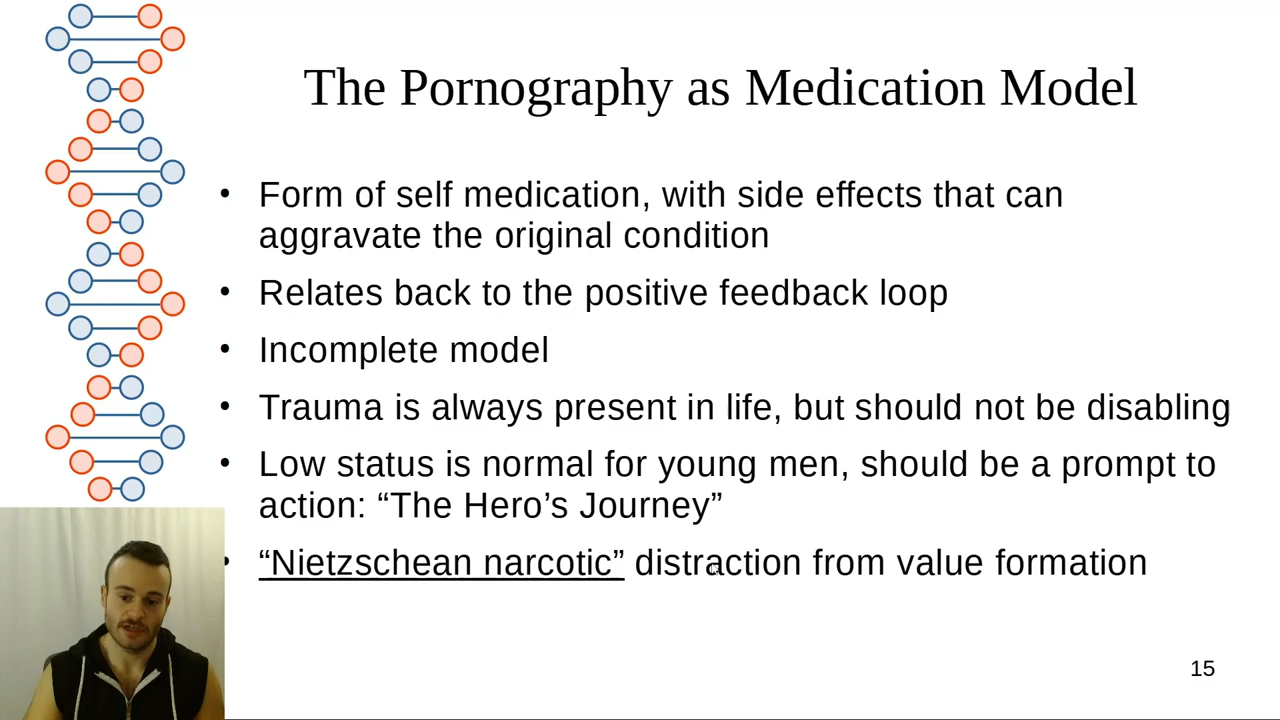 The Pornography as Medication Model
• Form of self medication, with side effects that can
aggravate the original condition
• Relates back to the positive feedback loop
• Incomplete model
• Trauma is always present in life, but should not be disabling
• Low status is normal for young men, should be a prompt to
action: “The Hero’s Journey”
• “Nietzschean narcotic” distraction from value formation
15